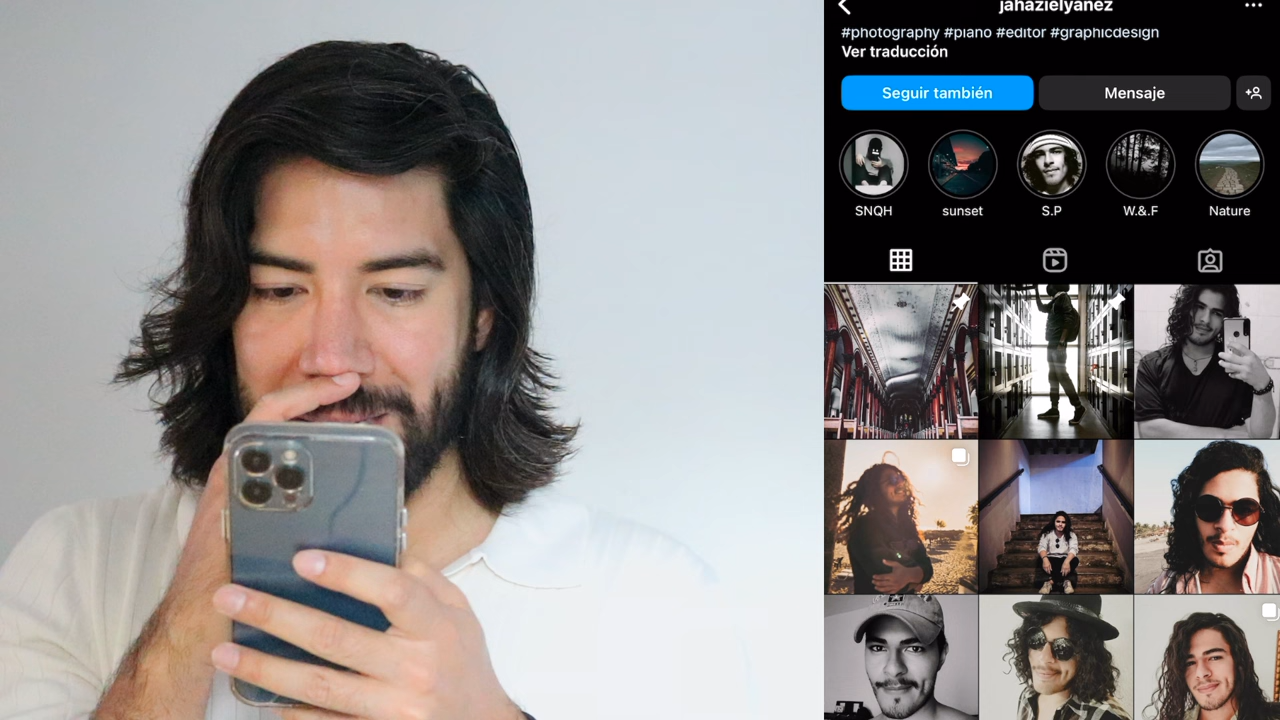 jahazielyanez
#photography #piano #editor #graphicdesign
Ver traducción
Seguir también
Mensaje
SNQH
sunset
S.P
W.&.F
Nature